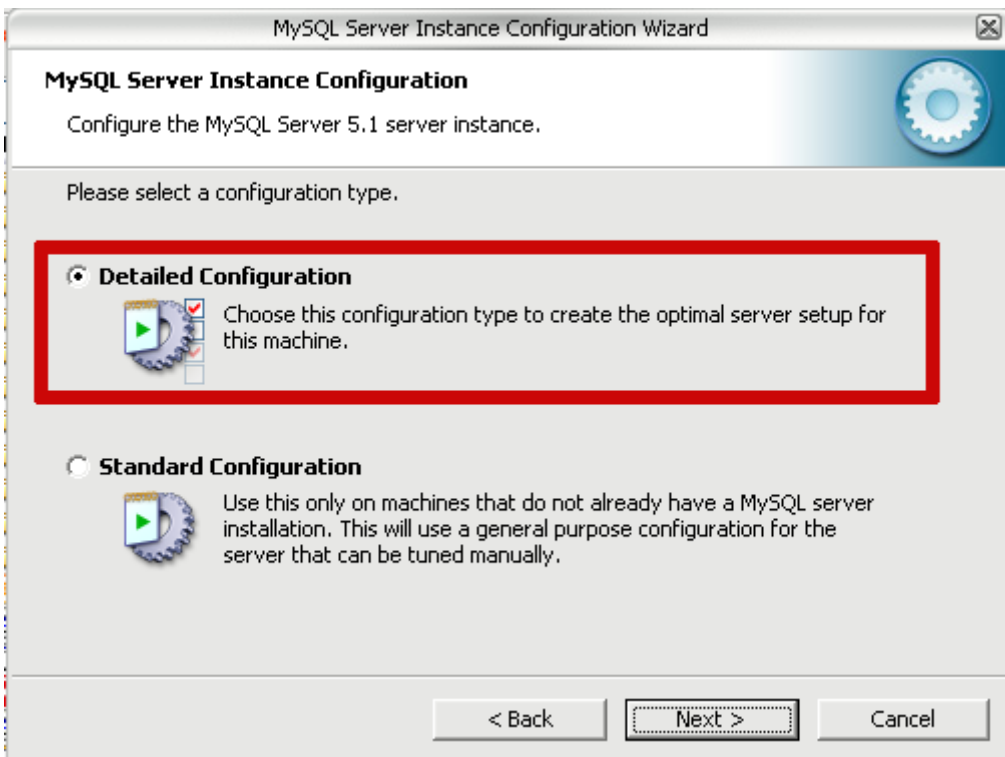 MySQL Server Instance Configuration Wizard
MySQL Server Instance Configuration
Configure the MySQL Server 5.1 server instance.
Please select a configuration type.
Detailed Configuration
Choose this configuration type to create the optimal server setup for
this machine.
Standard Configuration
Use this only on machines that do not already have a MySQL server
installation. This will use a general purpose configuration for the
server that can be tuned manually.
< Back
Next >
Cancel